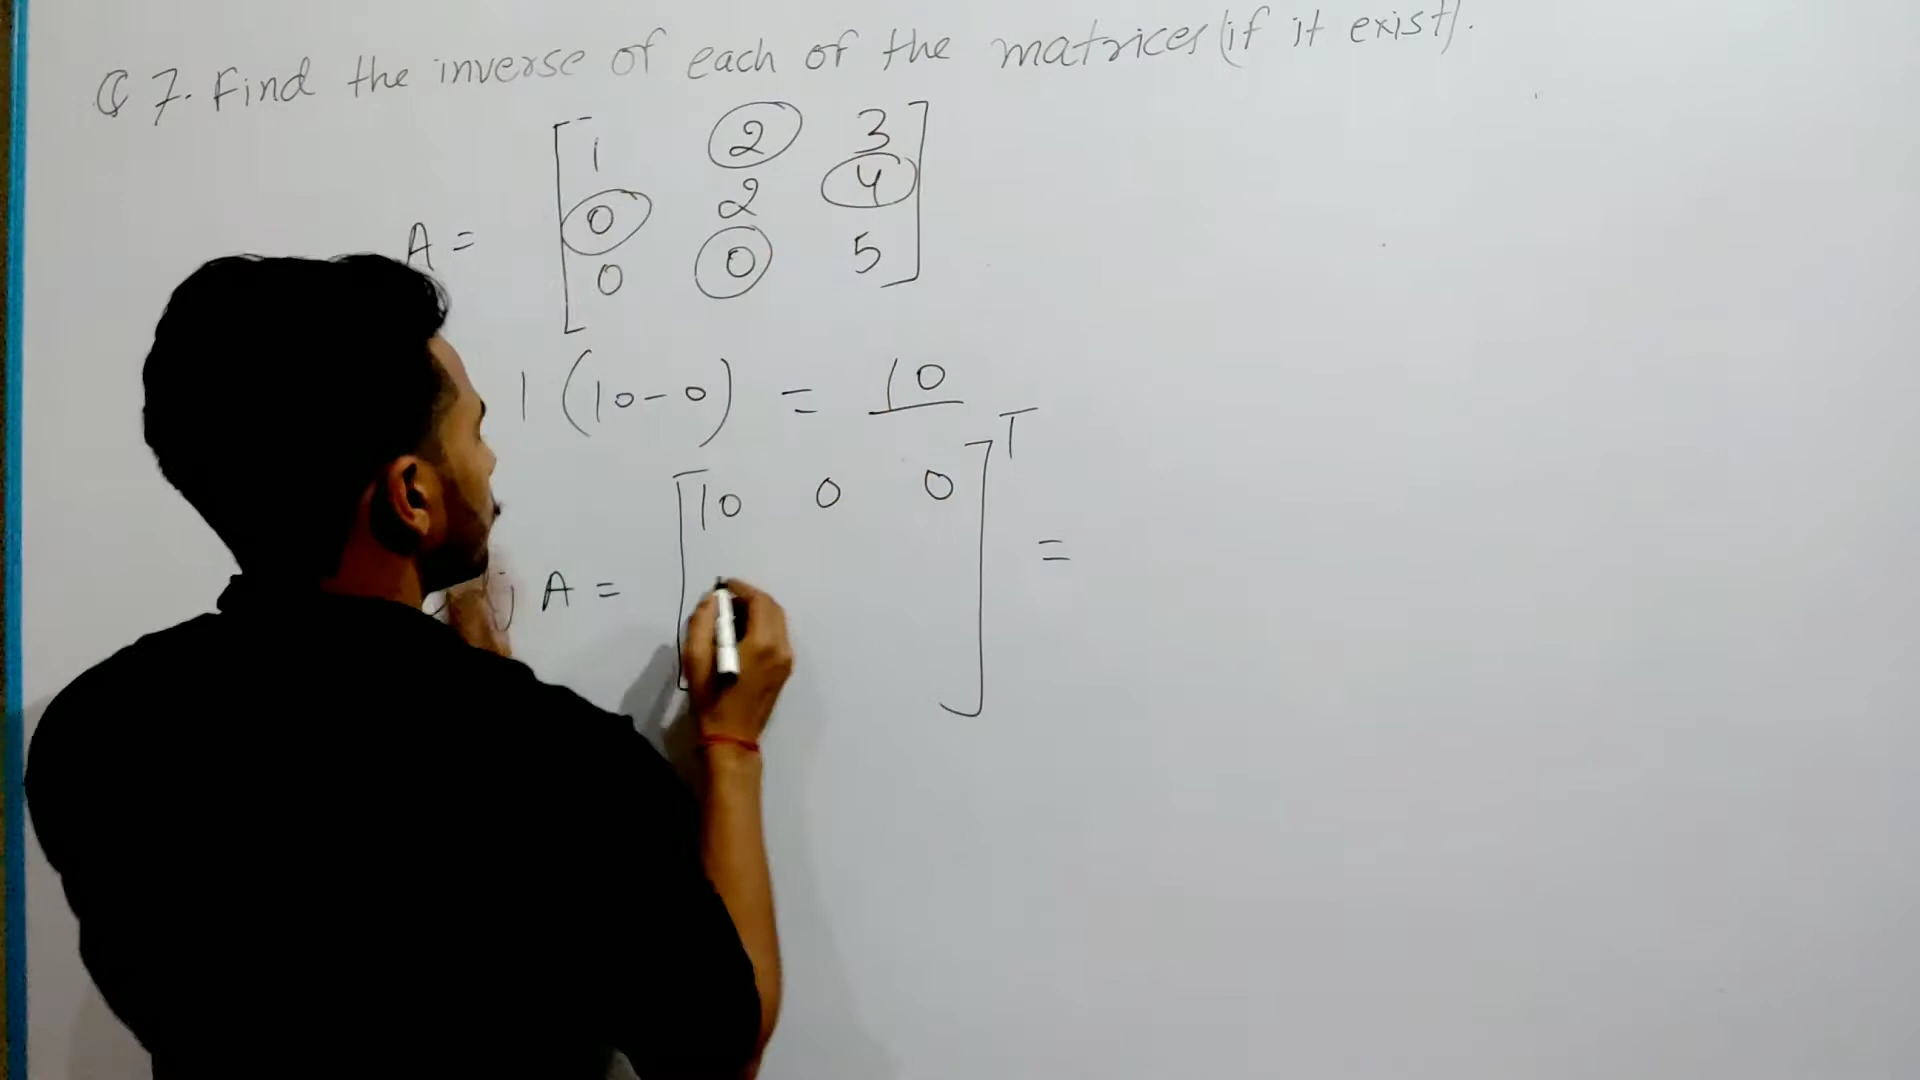 Q 7. Find the inverse of each of the matrices (if it exist).
A = [ 1 2 3
0 2 4
0 0 5 ]
1 (10-0) = 10
j A = [ 10 0 0 ]ᵀ =